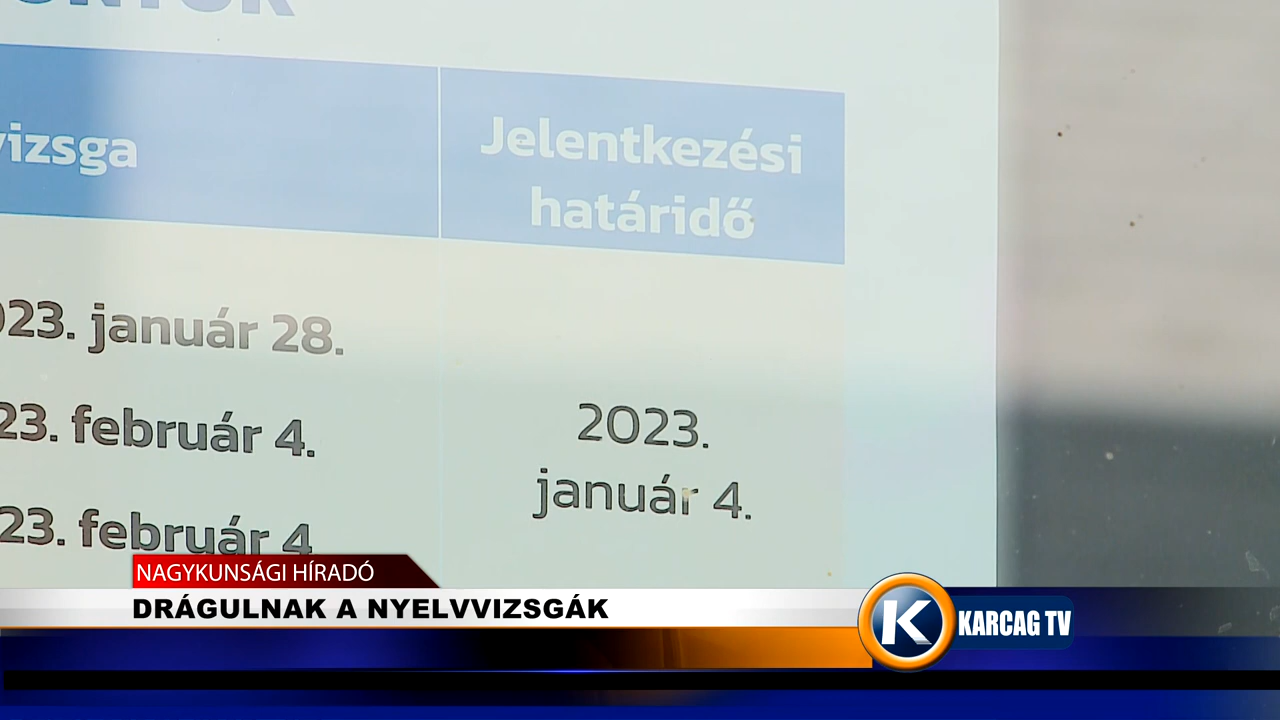 vizsga
Jelentkezési
határidő
23. január 28.
23. február 4.
23. február 4
2023.
január 4.
NAGYKUNSÁGI HÍRADÓ
DRÁGULNAK A NYELVVIZSGÁK
K KARCAG TV